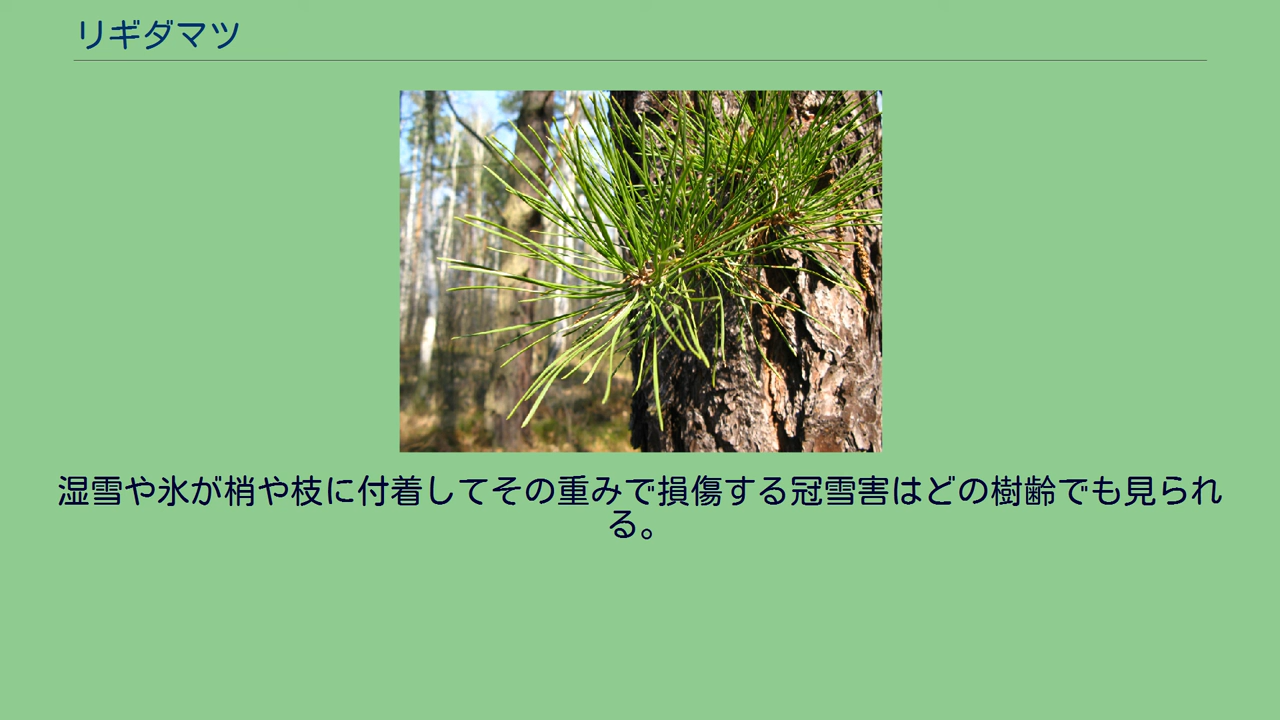 リギダマツ
湿雪や氷が梢や枝に付着してその重みで損傷する冠雪害はどの樹齢でも見られ
る。